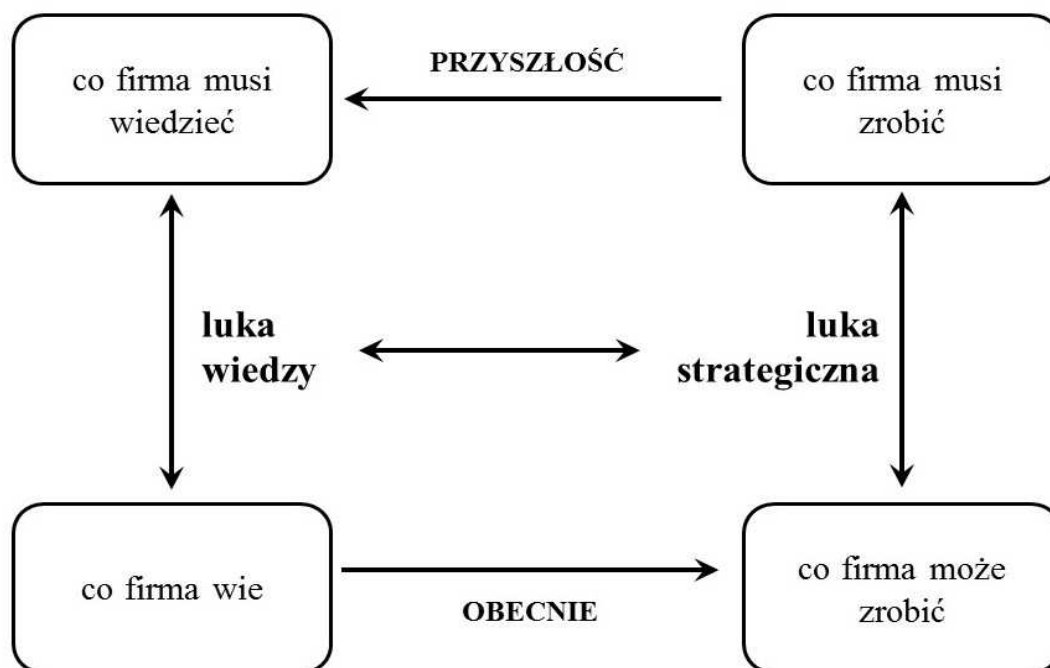 co firma musi
wiedzieć
PRZYSZŁOŚĆ
co firma musi
zrobić
luka
wiedzy
luka
strategiczna
co firma wie
OBECNIE
co firma może
zrobić